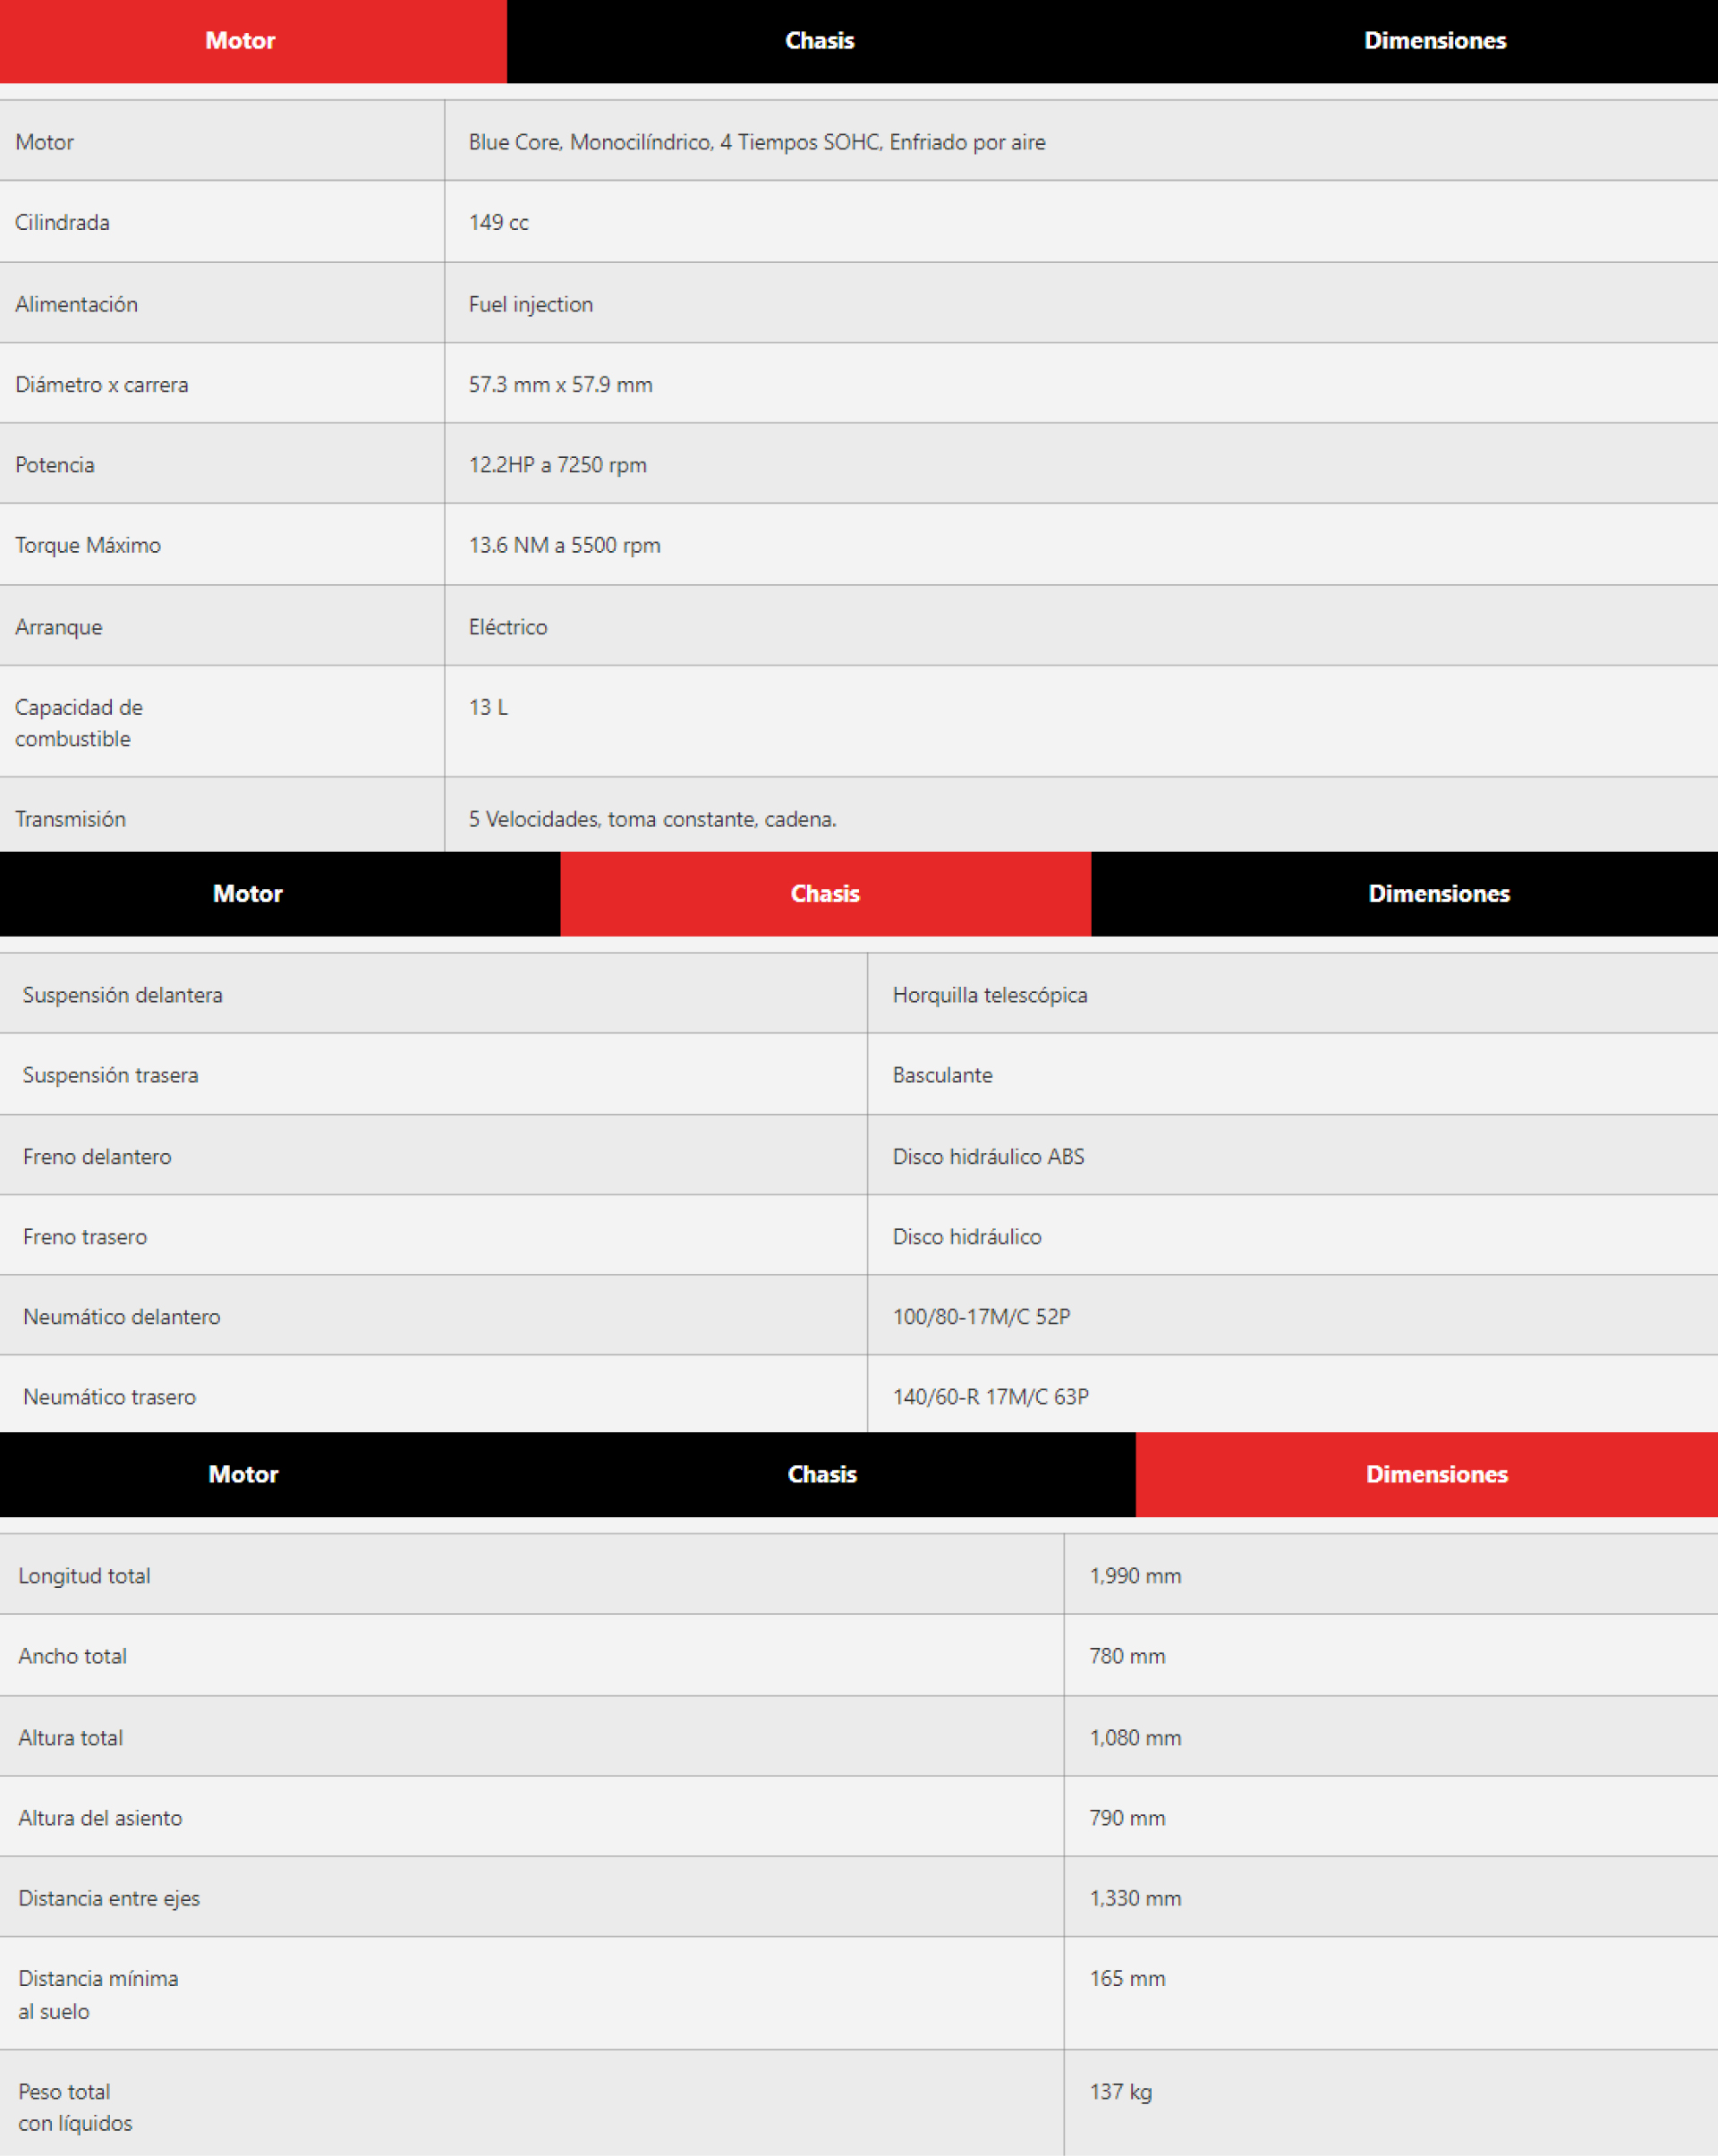 Motor Chasis Dimensiones
Motor Blue Core, Monocilíndrico, 4 Tiempos SOHC, Enfriado por aire
Cilindrada 149 cc
Alimentación Fuel injection
Diámetro x carrera 57.3 mm x 57.9 mm
Potencia 12.2HP a 7250 rpm
Torque Máximo 13.6 NM a 5500 rpm
Arranque Eléctrico
Capacidad de 13 L
combustible
Transmisión 5 Velocidades, toma constante, cadena.
Motor Chasis Dimensiones
Suspensión delantera Horquilla telescópica
Suspensión trasera Basculante
Freno delantero Disco hidráulico ABS
Freno trasero Disco hidráulico
Neumático delantero 100/80-17M/C 52P
Neumático trasero 140/60-R 17M/C 63P
Motor Chasis Dimensiones
Longitud total 1,990 mm
Ancho total 780 mm
Altura total 1,080 mm
Altura del asiento 790 mm
Distancia entre ejes 1,330 mm
Distancia mínima 165 mm
al suelo
Peso total 137 kg
con líquidos